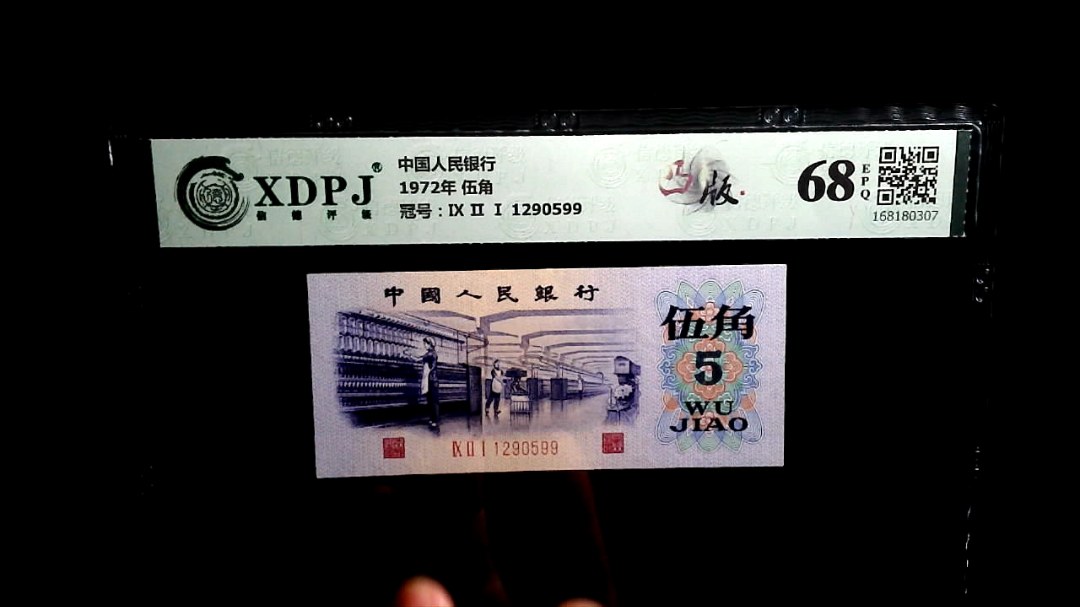 XDPJ®
信德评级
中国人民银行
1972年 伍角
冠号：IX II I 1290599
冯版
68
EPQ
168180307
中國人民銀行
伍角
5
WU
JIAO
IX II I 1290599